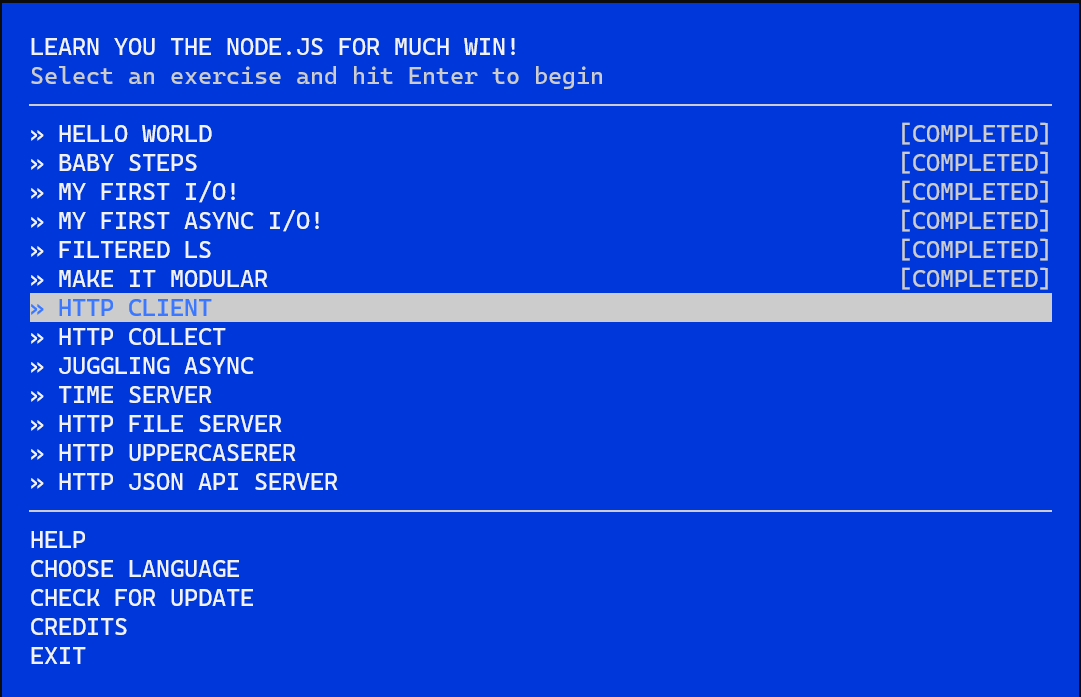 LEARN YOU THE NODE.JS FOR MUCH WIN!
Select an exercise and hit Enter to begin
» HELLO WORLD [COMPLETED]
» BABY STEPS [COMPLETED]
» MY FIRST I/O! [COMPLETED]
» MY FIRST ASYNC I/O! [COMPLETED]
» FILTERED LS [COMPLETED]
» MAKE IT MODULAR [COMPLETED]
» HTTP CLIENT
» HTTP COLLECT
» JUGGLING ASYNC
» TIME SERVER
» HTTP FILE SERVER
» HTTP UPPERCASERER
» HTTP JSON API SERVER
HELP
CHOOSE LANGUAGE
CHECK FOR UPDATE
CREDITS
EXIT